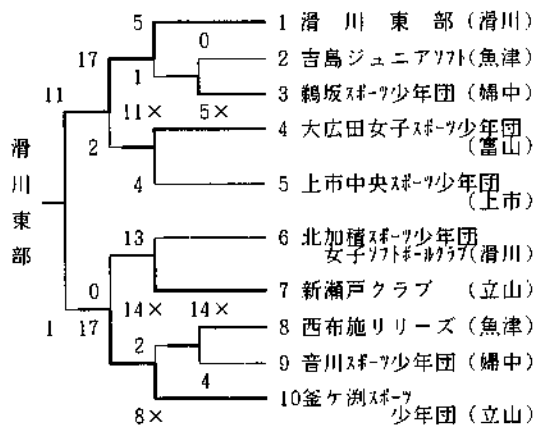 5
1 滑川東部(滑川)
0
17
2 吉島ジュニアソフト(魚津)
1
11
3 鵜坂スポーツ少年団(婦中)
11× 5×
4 大広田女子スポーツ少年団
(富山)
2
4
5 上市中央スポーツ少年団
(上市)
滑川東部
13
6 北加積スポーツ少年団
女子ソフトボールクラブ(滑川)
0
7 新瀬戸クラブ (立山)
14× 14×
1 17
8 西布施リリーズ(魚津)
2
9 音川スポーツ少年団(婦中)
4
10釜ケ渕スポーツ
少年団(立山)
8×